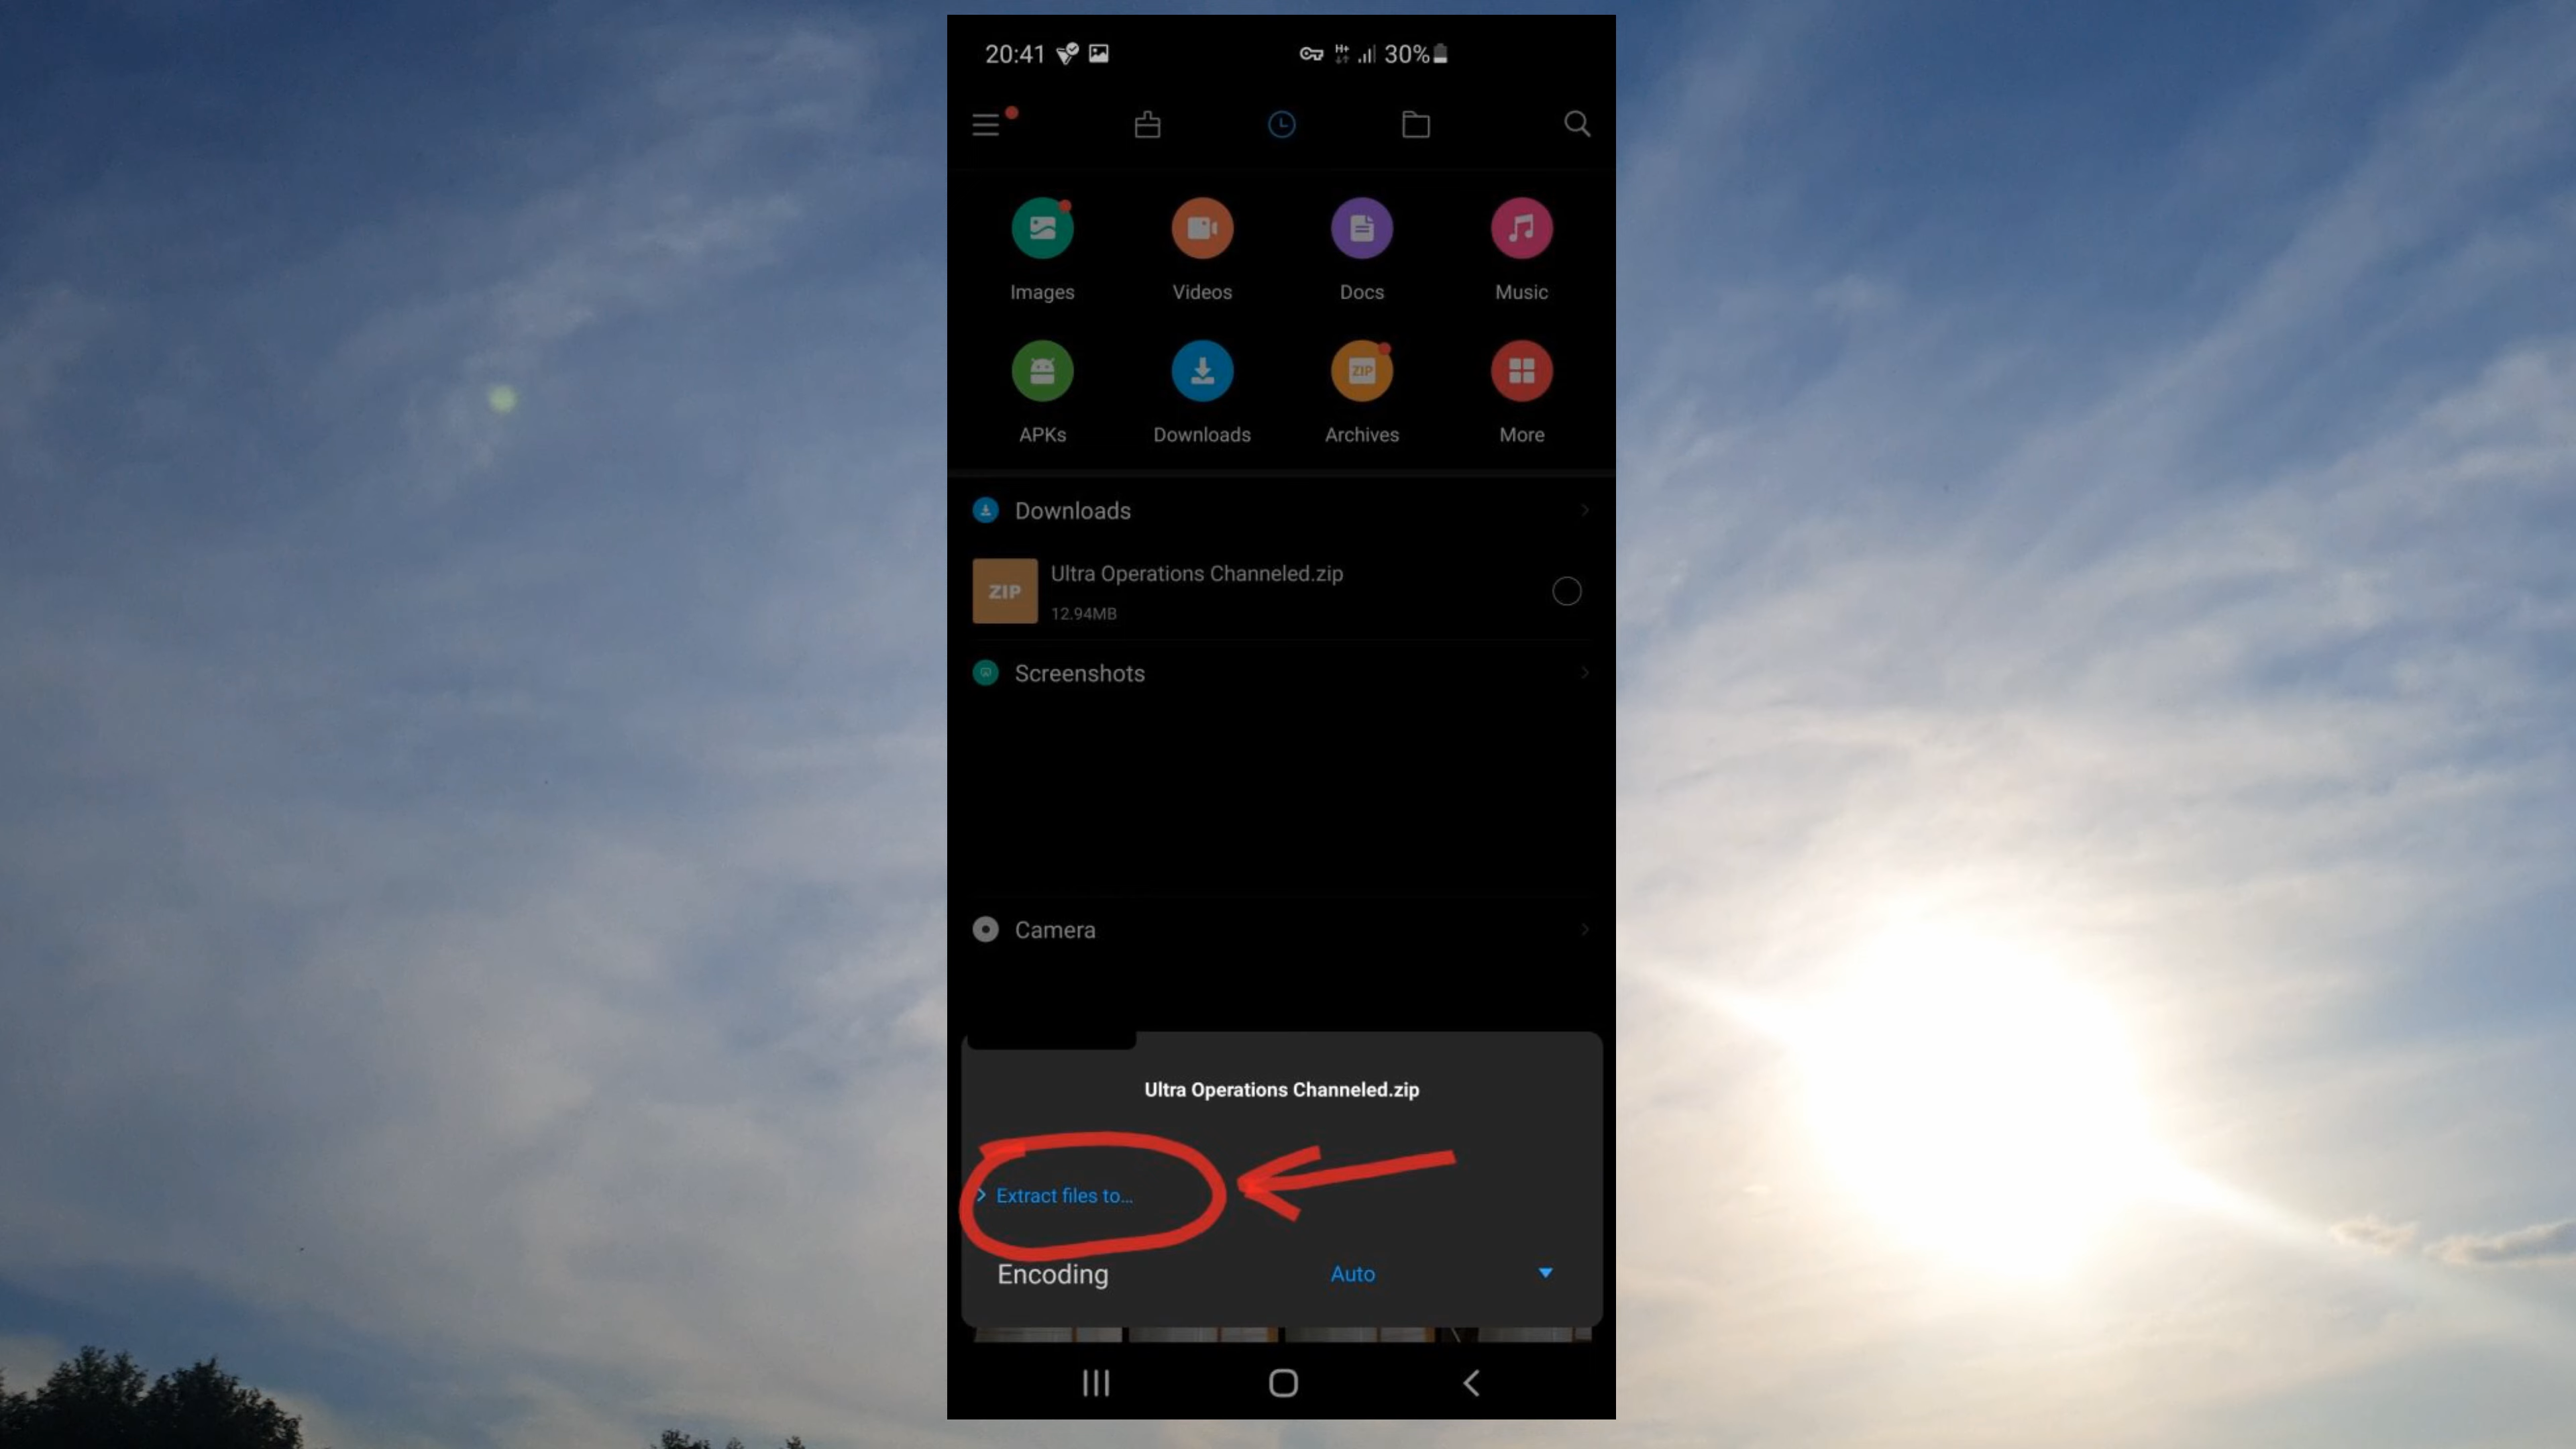 20:41
H+
30%
Images
Videos
Docs
Music
ZIP
APKs
Downloads
Archives
More
Downloads
ZIP
Ultra Operations Channeled.zip
12.94MB
Screenshots
Camera
Ultra Operations Channeled.zip
Extract files to...
Encoding
Auto